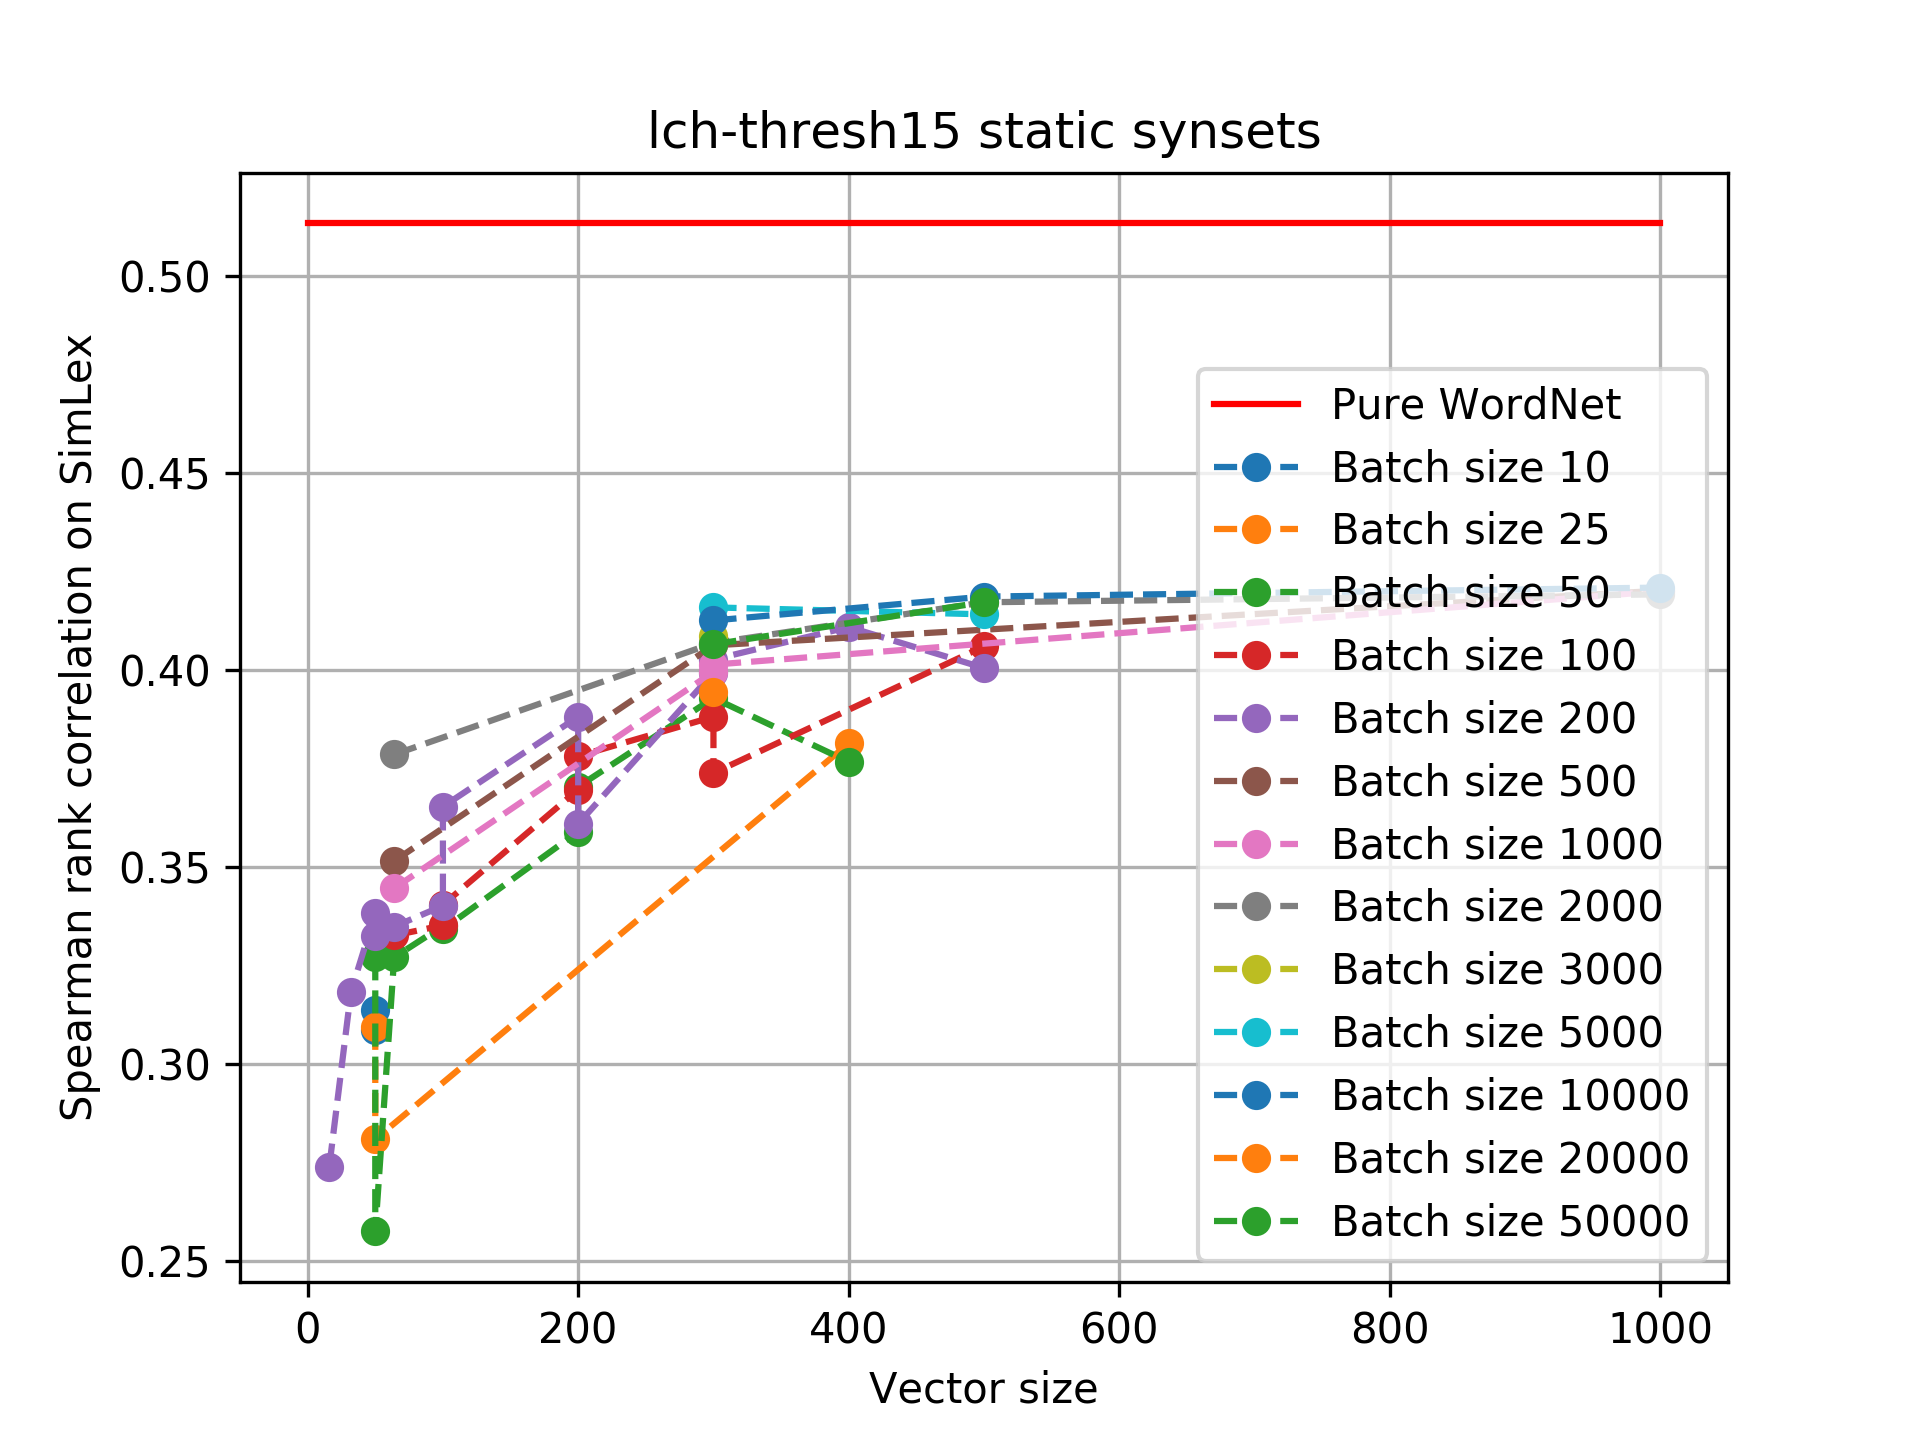 lch-thresh15 static synsets
Spearman rank correlation on SimLex
0.50
0.45
0.40
0.35
0.30
0.25
Pure WordNet
Batch size 10
Batch size 25
Batch size 50
Batch size 100
Batch size 200
Batch size 500
Batch size 1000
Batch size 2000
Batch size 3000
Batch size 5000
Batch size 10000
Batch size 20000
Batch size 50000
0 200 400 600 800 1000
Vector size